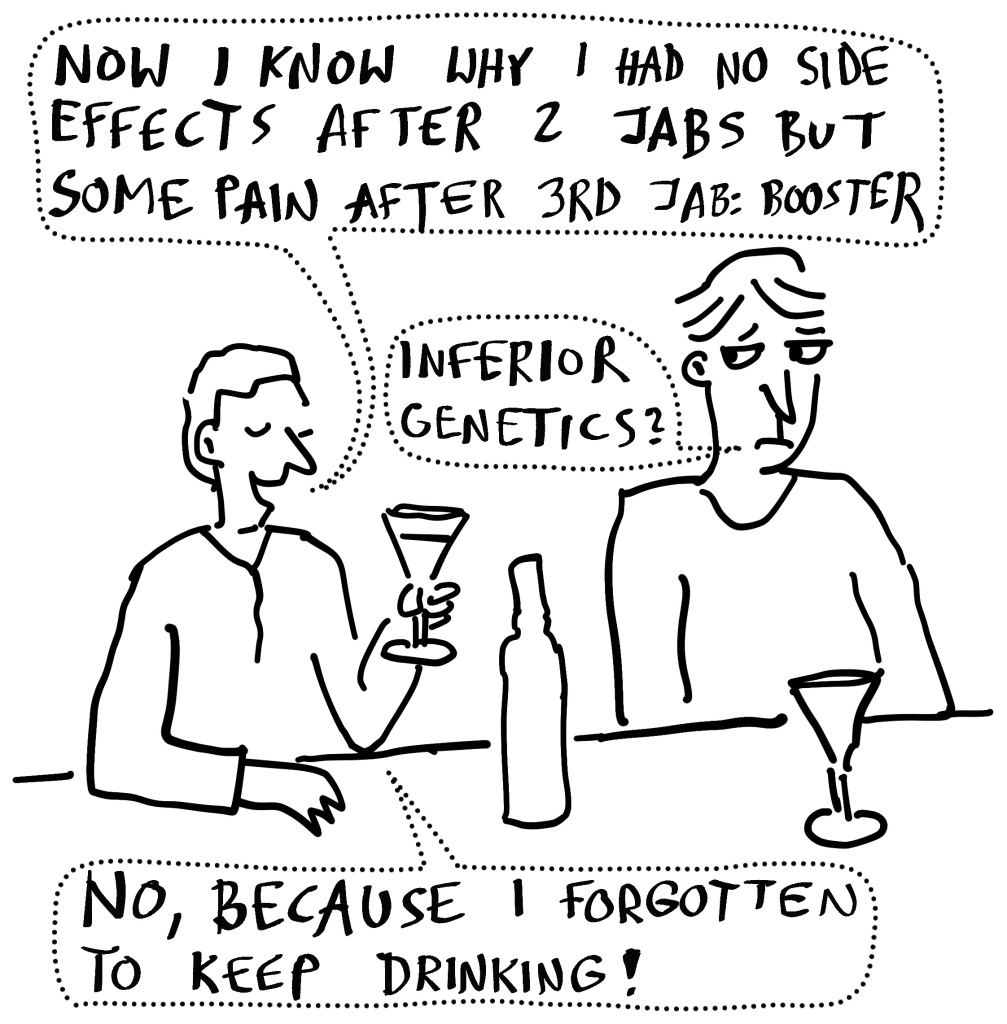 NOW I KNOW WHY I HAD NO SIDE
EFFECTS AFTER 2 JABS BUT
SOME PAIN AFTER 3RD JAB: BOOSTER
INFERIOR
GENETICS?
NO, BECAUSE I FORGOTTEN
TO KEEP DRINKING!